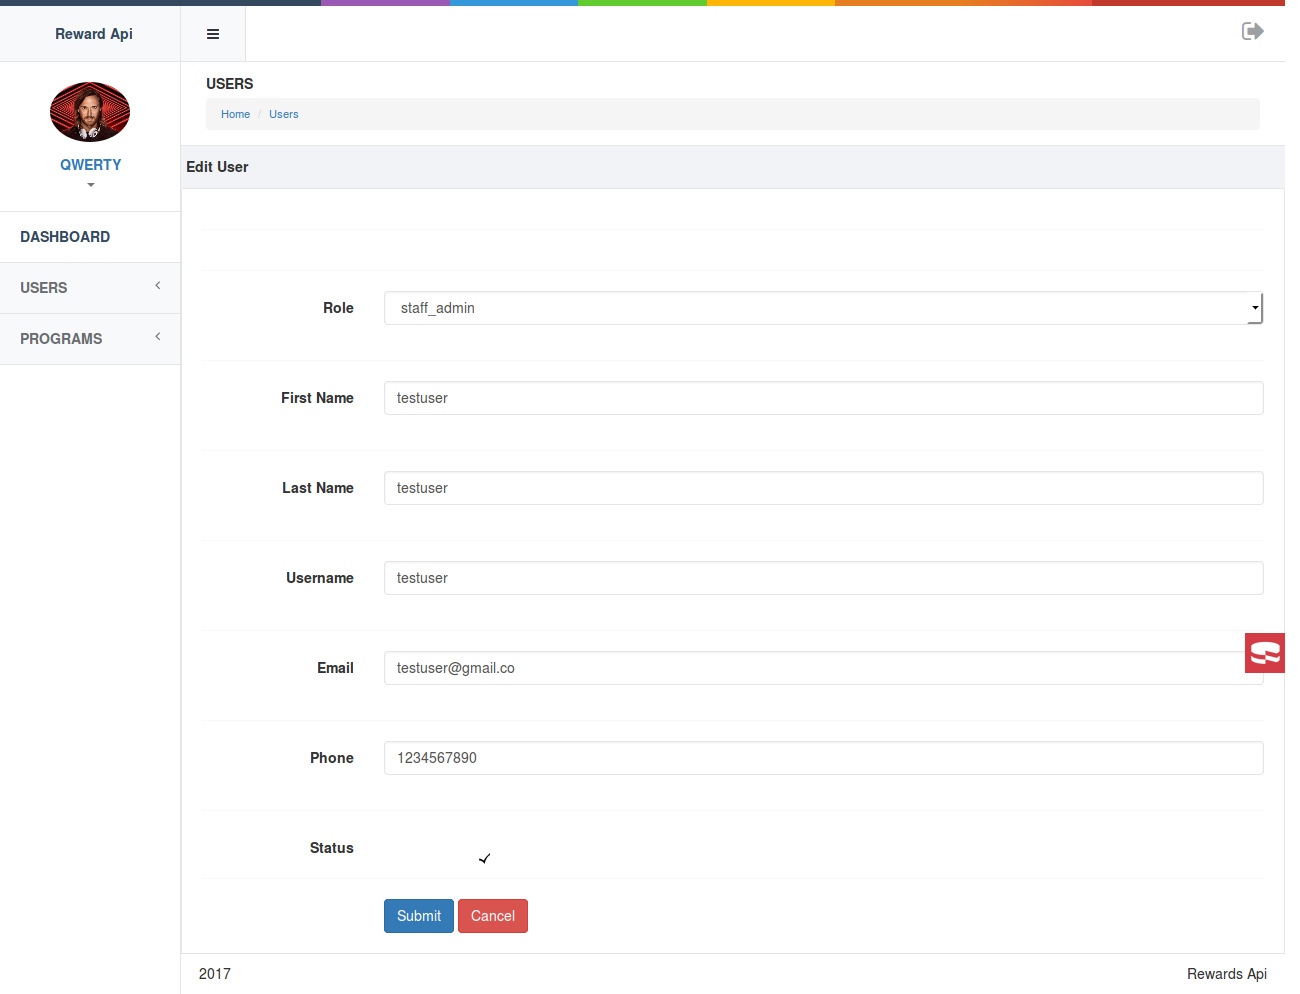 Reward Api
QWERTY
DASHBOARD
USERS
PROGRAMS
USERS
Home / Users
Edit User
Role staff_admin
First Name testuser
Last Name testuser
Username testuser
Email testuser@gmail.co
Phone 1234567890
Status
Submit Cancel
2017 Rewards Api